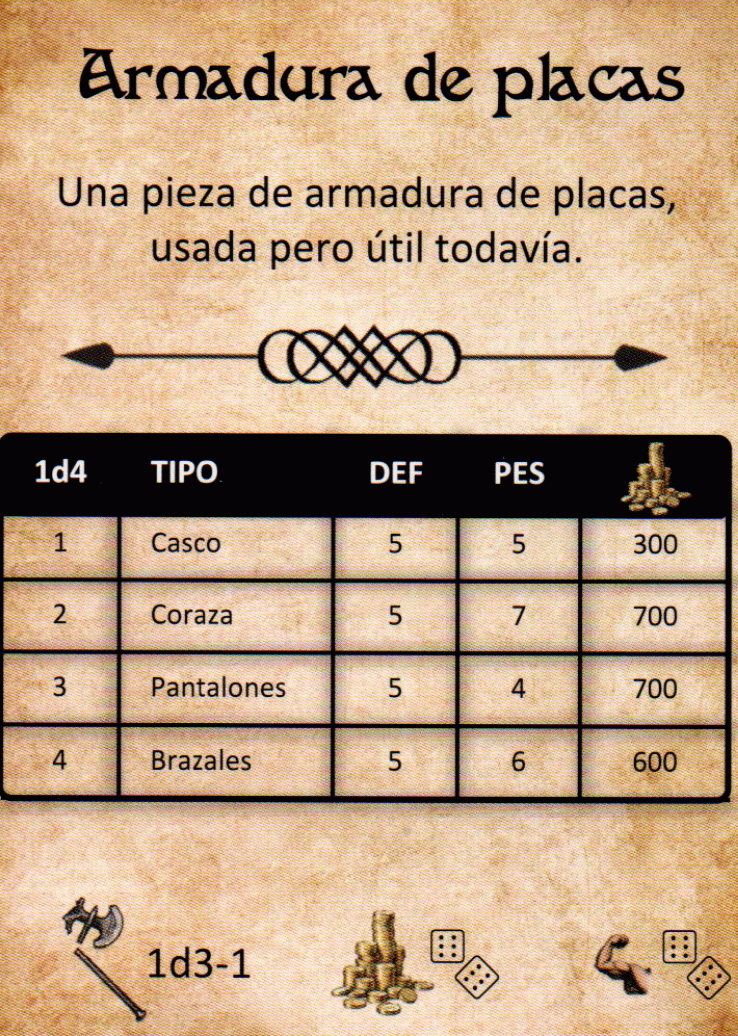 Armadura de placas
Una pieza de armadura de placas,
usada pero útil todavía.
1d4 TIPO DEF PES
1 Casco 5 5 300
2 Coraza 5 7 700
3 Pantalones 5 4 700
4 Brazales 5 6 600
1d3-1